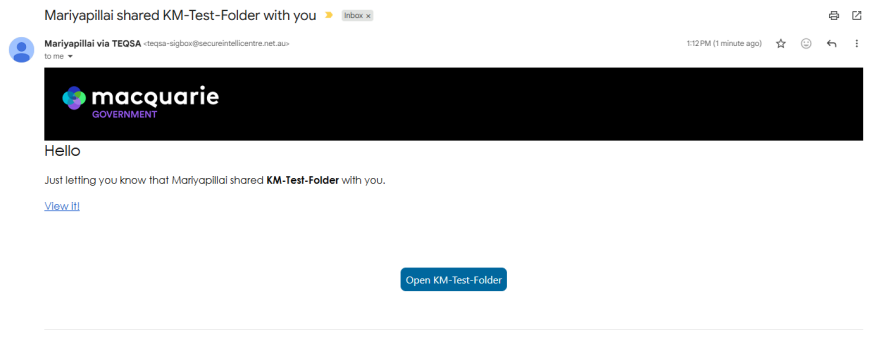 Mariyapillai shared KM-Test-Folder with you
Inbox x
Mariyapillai via TEQSA <teqsa-sigbox@secureintellicentre.net.au>
1:12 PM (1 minute ago)
to me
macquarie
GOVERNMENT
Hello
Just letting you know that Mariyapillai shared KM-Test-Folder with you.
View it!
Open KM-Test-Folder